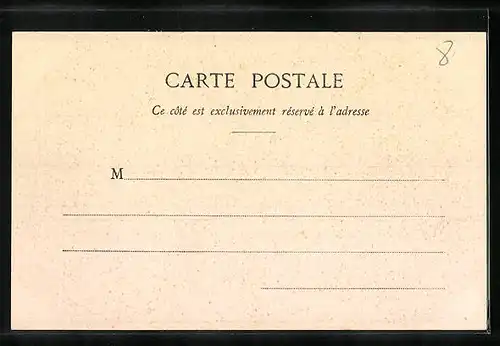 8
CARTE POSTALE
Ce côté est exclusivement réservé à l'adresse
M